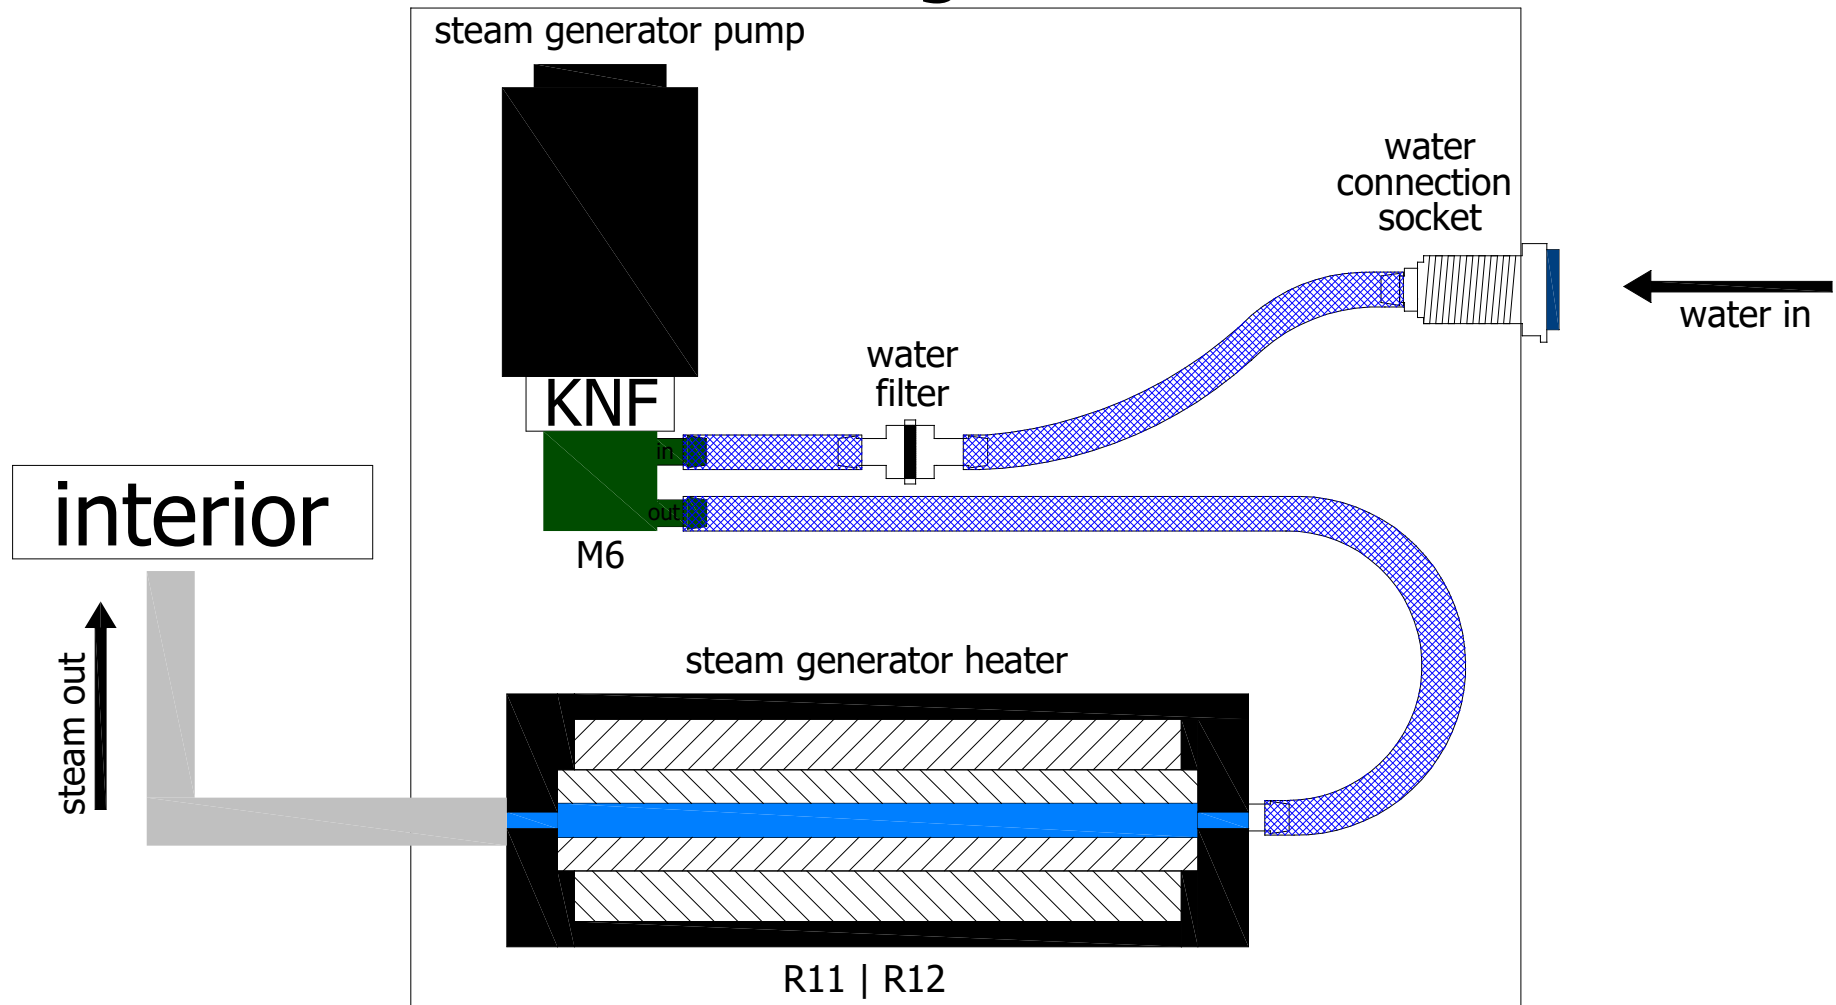 steam generator pump
water
connection
socket
water in
water
filter
KNF
in
out
M6
interior
steam out
steam generator heater
R11 | R12